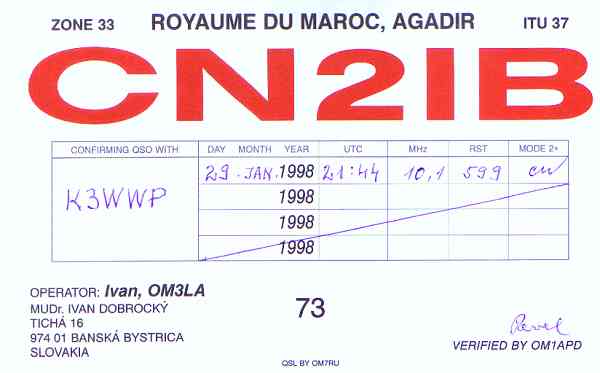 ZONE 33 ROYAUME DU MAROC, AGADIR ITU 37
CN2IB
CONFIRMING QSO WITH DAY MONTH YEAR UTC MHz RST MODE 2×
K3WWP 29. JAN. 1998 21:44 10,1 599 CW
1998
1998
1998
OPERATOR: Ivan, OM3LA
MUDr. IVAN DOBROCKÝ
TICHÁ 16
974 01 BANSKÁ BYSTRICA
SLOVAKIA
73
Pavel
VERIFIED BY OM1APD
QSL BY OM7RU